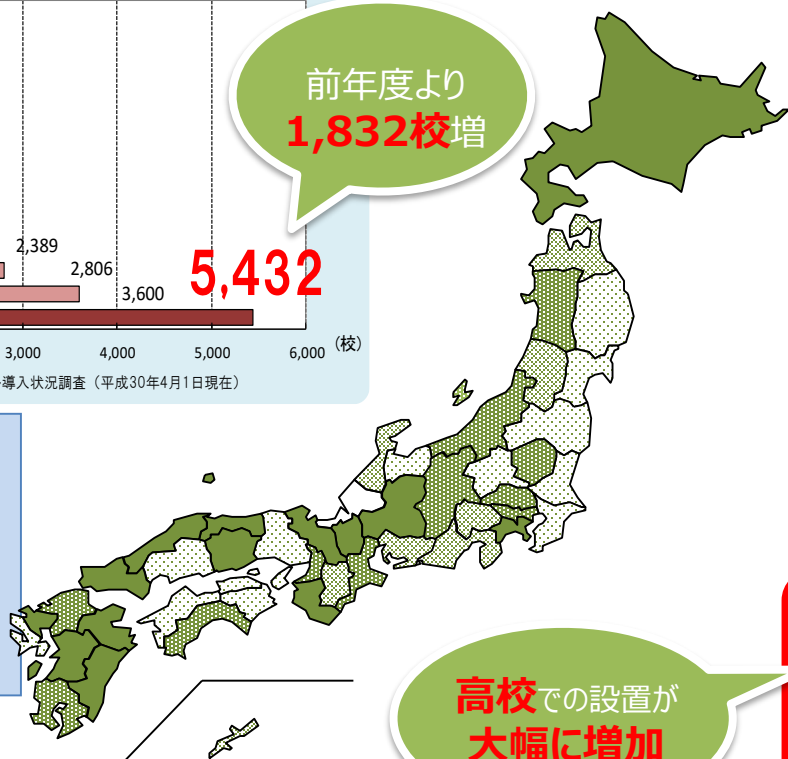 前年度より
1,832校増
2,389
2,806
3,600
5,432
3,000
4,000
5,000
6,000
(校)
導入状況調査（平成30年4月1日現在）
高校での設置が
大幅に増加